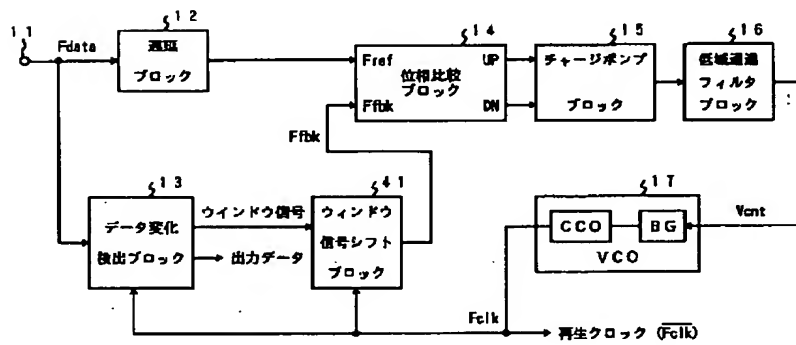 11
Fdata
12
遅延
ブロック
14
Fref
UP
位相比較
ブロック
Ffbk
DN
15
チャージポンプ
ブロック
16
低域通過
フィルタ
ブロック
Ffbk
13
データ変化
検出ブロック
ウインドウ信号
出力データ
41
ウィンドウ
信号シフト
ブロック
17
CCO
BG
VCO
Vcnt
Fclk
再生クロック (Fclk)